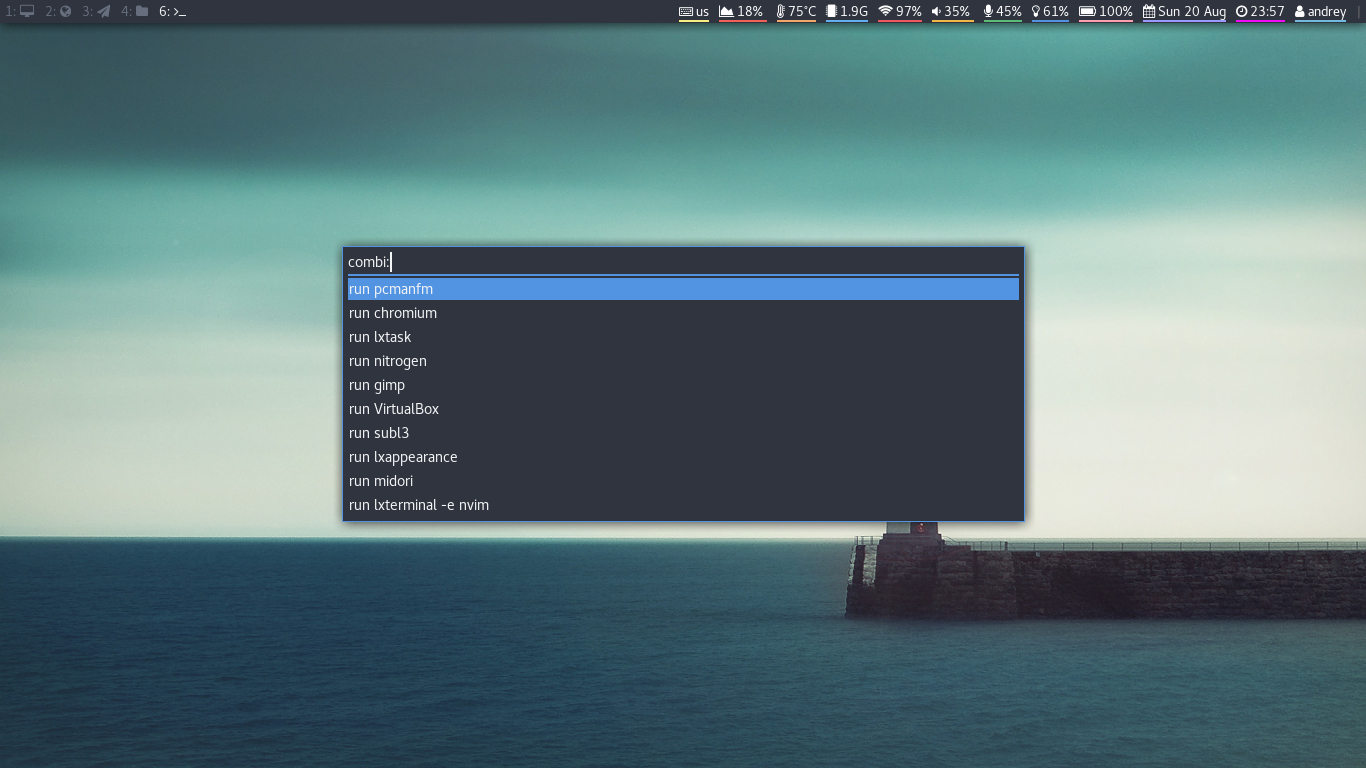 1: 2: 3: 4: 6: >_ us 18% 75°C 1.9G 97% 35% 45% 61% 100% Sun 20 Aug 23:57 andrey
combi:
run pcmanfm
run chromium
run lxtask
run nitrogen
run gimp
run VirtualBox
run subl3
run lxappearance
run midori
run lxterminal -e nvim